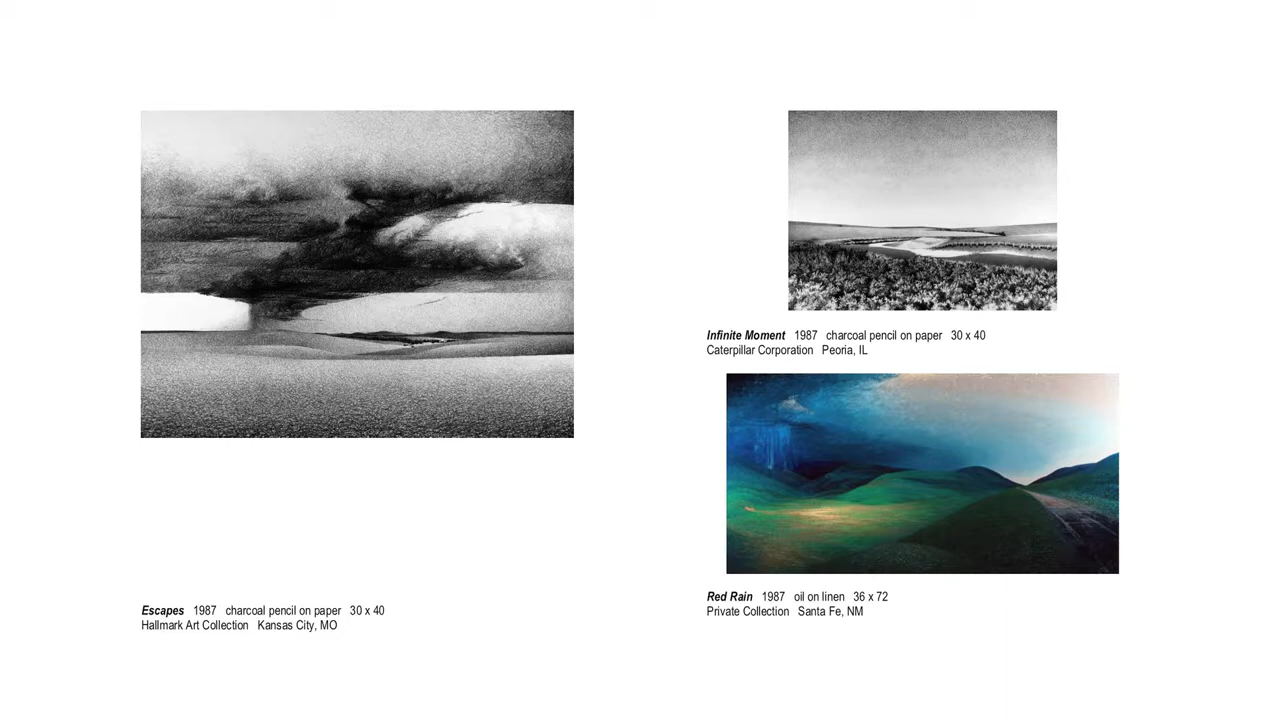 Escapes 1987 charcoal pencil on paper 30 x 40
Hallmark Art Collection Kansas City, MO
Infinite Moment 1987 charcoal pencil on paper 30 x 40
Caterpillar Corporation Peoria, IL
Red Rain 1987 oil on linen 36 x 72
Private Collection Santa Fe, NM